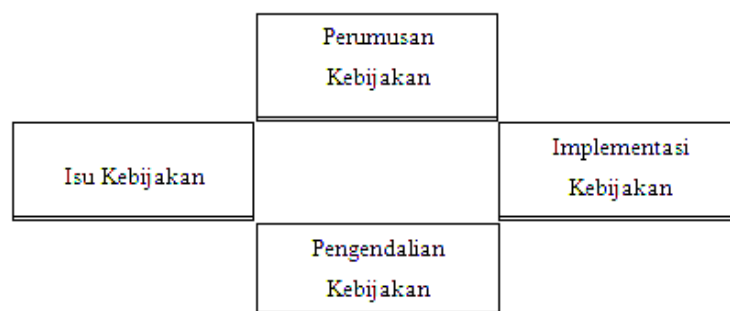 Perumusan
Kebijakan
Isu Kebijakan
Implementasi
Kebijakan
Pengendalian
Kebijakan